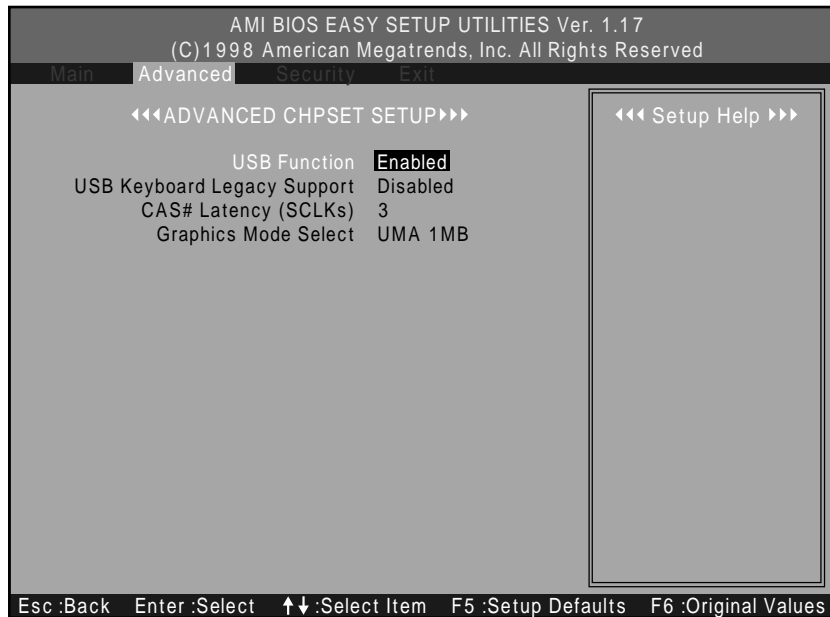 AMI BIOS EASY SETUP UTILITIES Ver. 1.17
(C)1998 American Megatrends, Inc. All Rights Reserved
Main Advanced Security Exit
ADVANCED CHPSET SETUP
Setup Help
USB Function Enabled
USB Keyboard Legacy Support Disabled
CAS# Latency (SCLKs) 3
Graphics Mode Select UMA 1MB
Esc :Back Enter :Select ↑↓ :Select Item F5 :Setup Defaults F6 :Original Values